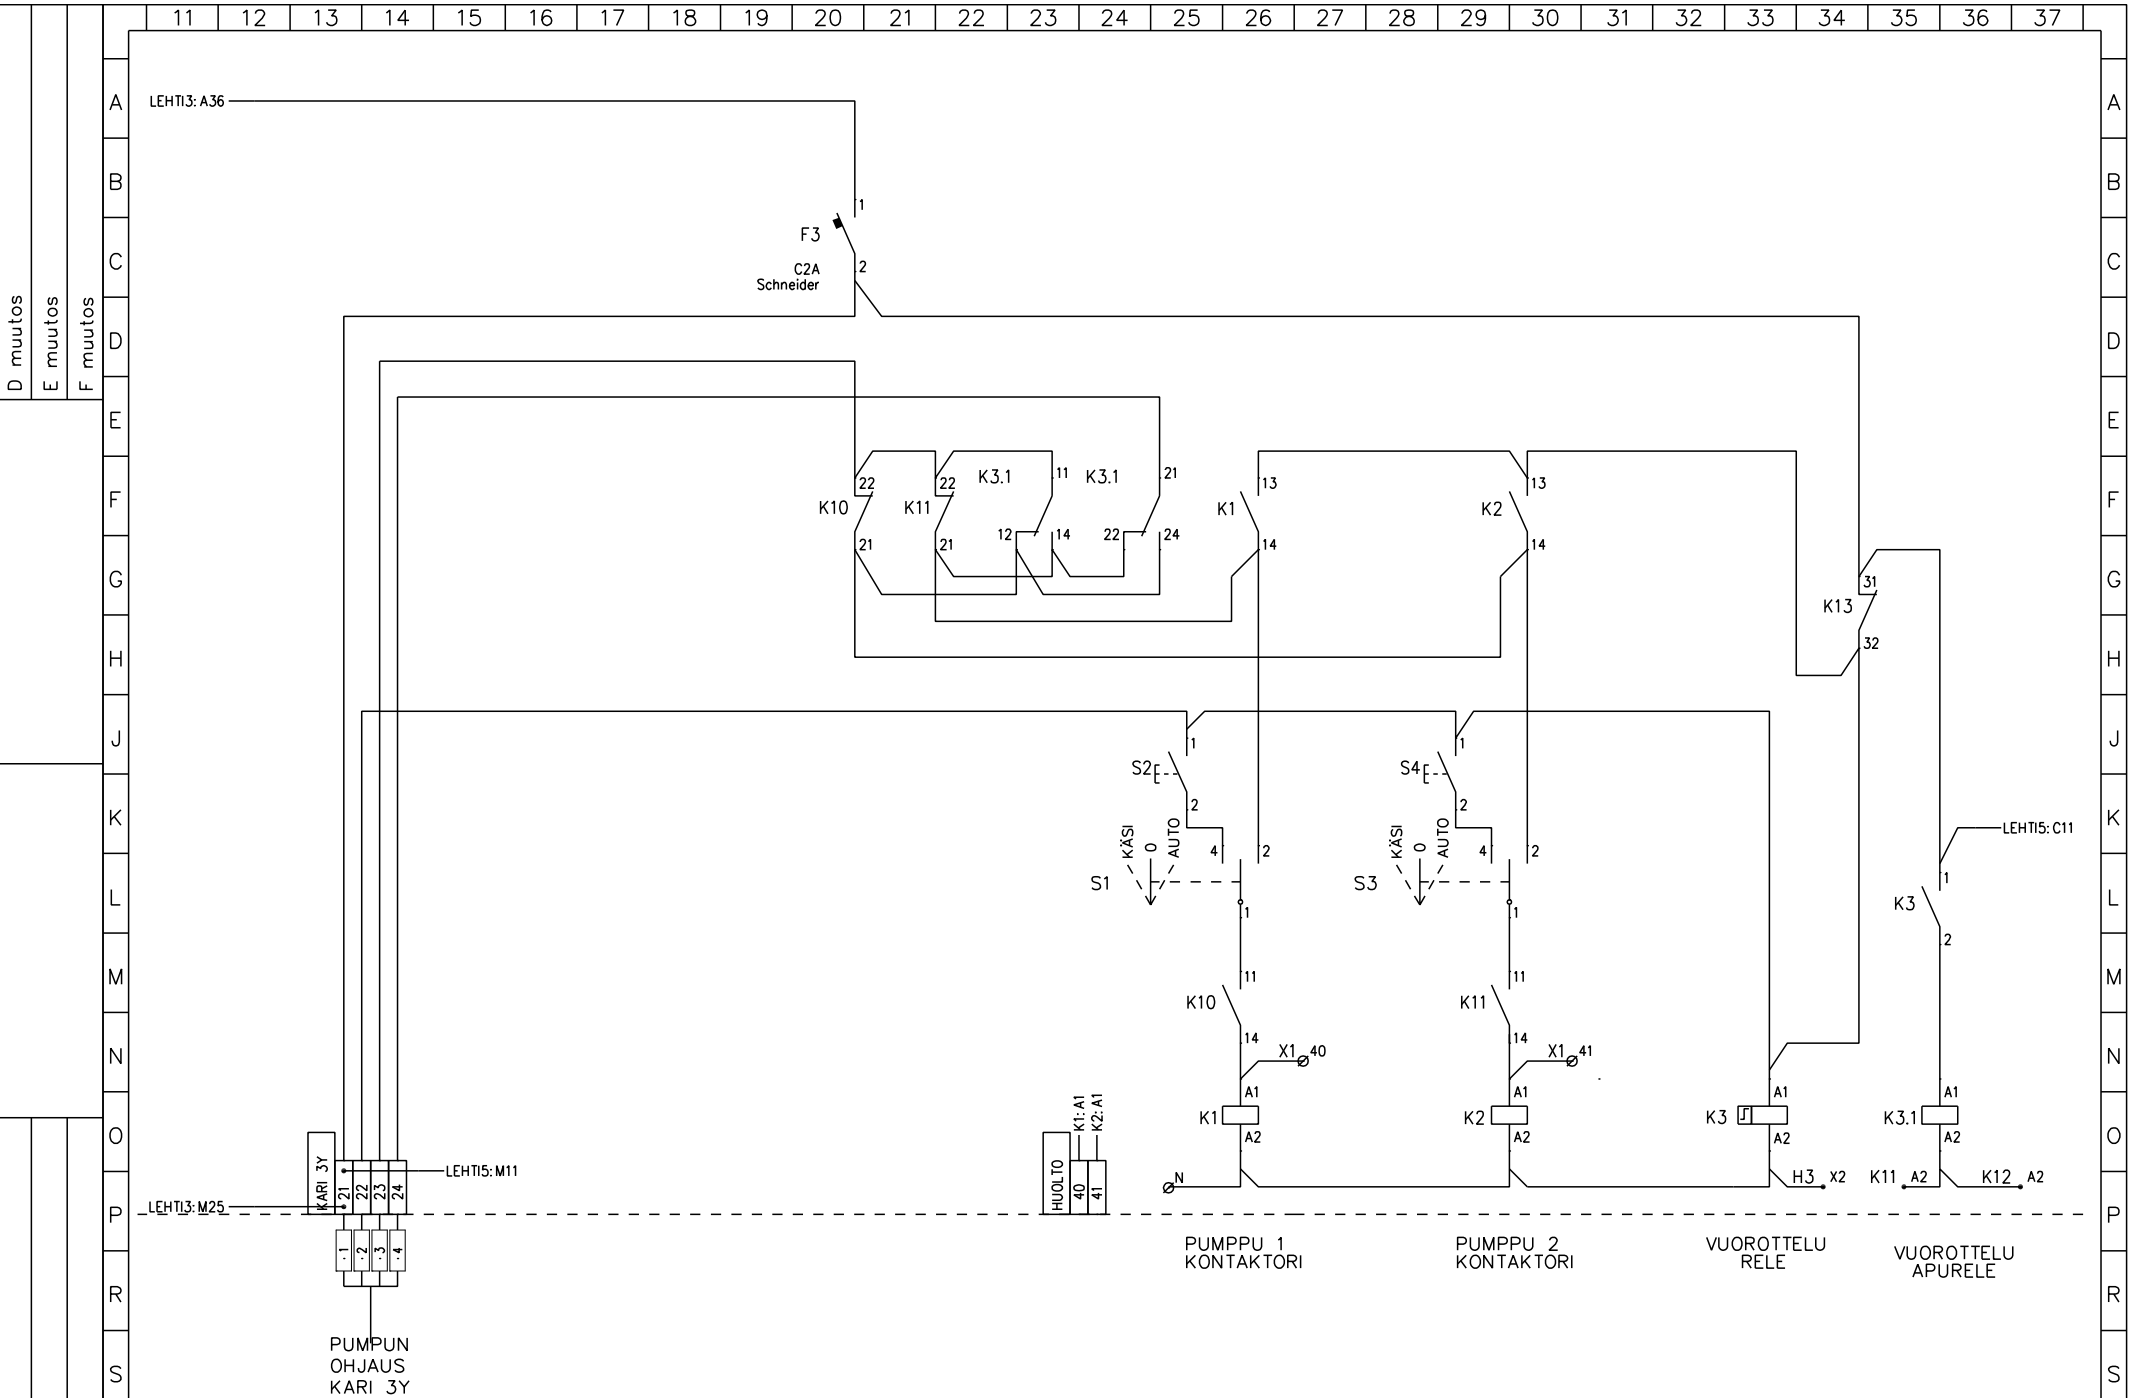 11 12 13 14 15 16 17 18 19 20 21 22 23 24 25 26 27 28 29 30 31 32 33 34 35 36 37
D muutos
E muutos
F muutos
A LEHTI3:A36 A
B B
1
F3
C C
C2A 2
Schneider
D D
E E
K3.1 11 K3.1 21
22 22 13 13
F K10 K11 K1 K2 F
12 14 22 24
21 21 14 14
G 31 G
K13
H 32 H
J 1 1 J
S2 S4
2 2
K KÄSI 0 AUTO KÄSI 0 AUTO LEHTI5:C11 K
4 2 4 2
L S1 S3 1 L
K3
1 1
2
M 11 11 M
K10 K11
14 14
N X1 40 X1 41 N
A1 A1 A1 A1
K1:A1
K2:A1
O K1 K2 K3 K3.1 O
A2 A2 A2 A2
KARI 3Y 21 22 23 24 LEHTI5:M11
HUOLTO 40 41
N H3 X2 K11 A2 K12 A2
P LEHTI3:M25 P
.1 .2 .3 .4
PUMPPU 1
KONTAKTORI
PUMPPU 2
KONTAKTORI
VUOROTTELU
RELE
VUOROTTELU
APURELE
R R
PUMPUN
OHJAUS
KARI 3Y
S S